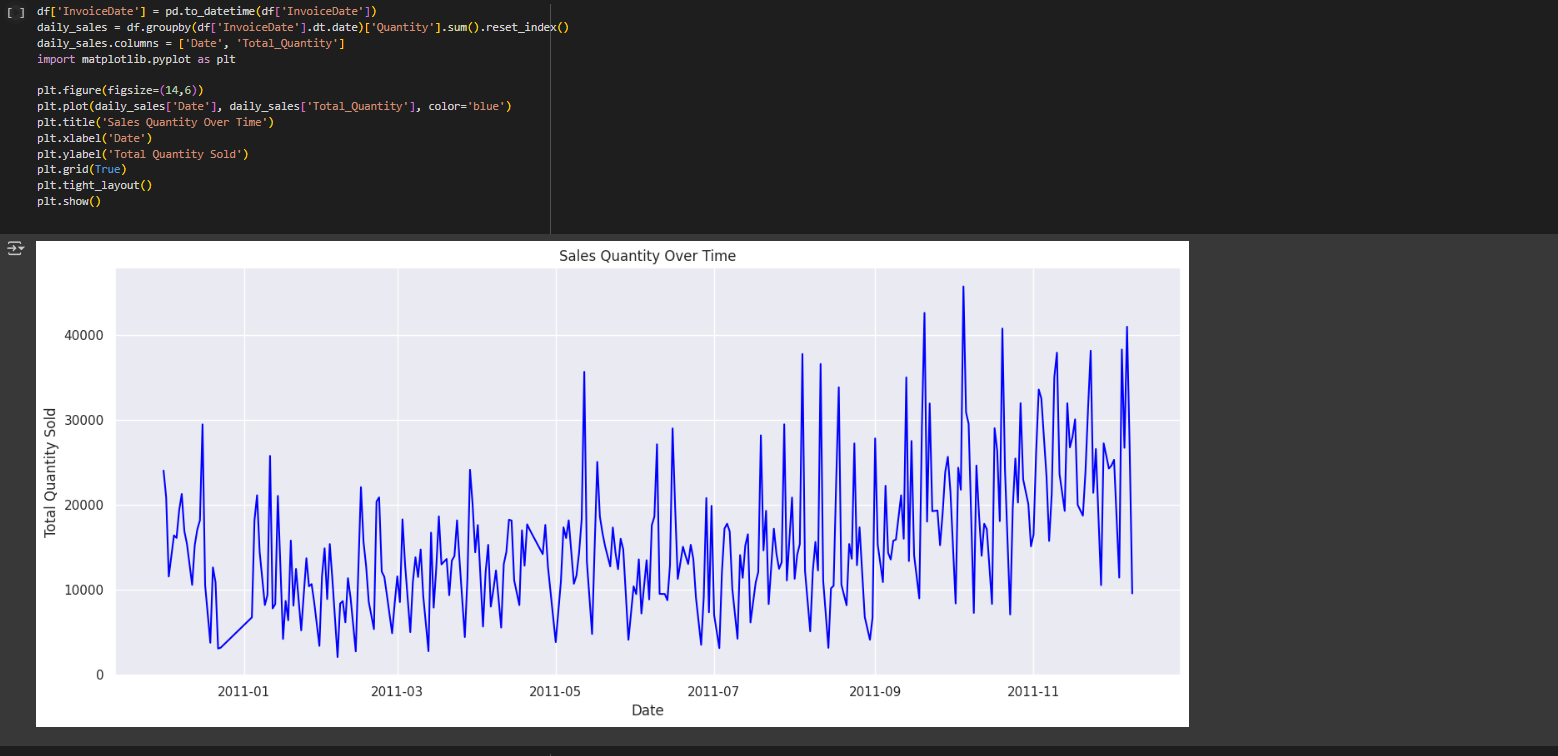 [ ] df['InvoiceDate'] = pd.to_datetime(df['InvoiceDate'])
daily_sales = df.groupby(df['InvoiceDate'].dt.date)['Quantity'].sum().reset_index()
daily_sales.columns = ['Date', 'Total_Quantity']
import matplotlib.pyplot as plt
plt.figure(figsize=(14,6))
plt.plot(daily_sales['Date'], daily_sales['Total_Quantity'], color='blue')
plt.title('Sales Quantity Over Time')
plt.xlabel('Date')
plt.ylabel('Total Quantity Sold')
plt.grid(True)
plt.tight_layout()
plt.show()
Sales Quantity Over Time
Total Quantity Sold
40000
30000
20000
10000
0
2011-01 2011-03 2011-05 2011-07 2011-09 2011-11
Date